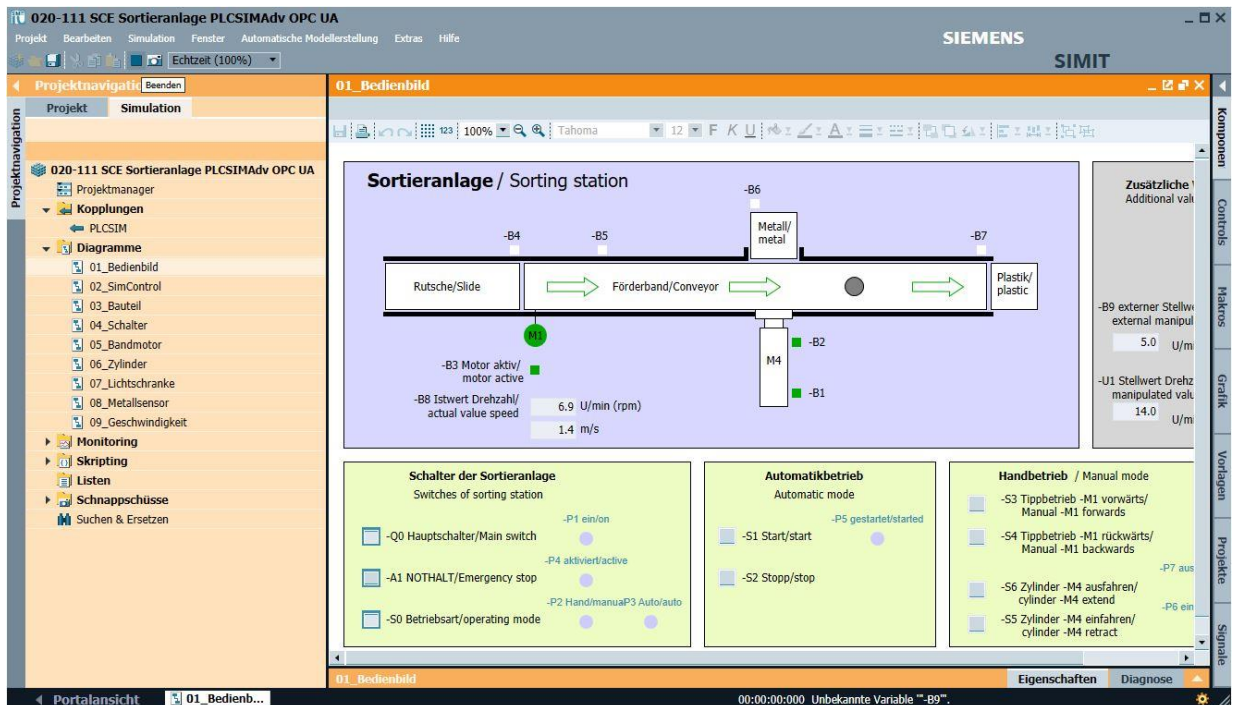 020-111 SCE Sortieranlage PLCSIMAdv OPC UA
Projekt Bearbeiten Simulation Fenster Automatische Modellerstellung Extras Hilfe
SIEMENS
SIMIT
Echtzeit (100%)
Projektnavigatio
Beenden
01_Bedienbild
Projektnavigation
Projekt Simulation
100% 123 Tahoma 12 F K U A
020-111 SCE Sortieranlage PLCSIMAdv OPC UA
Projektmanager
Kopplungen
PLCSIM
Diagramme
01_Bedienbild
02_SimControl
03_Bauteil
04_Schalter
05_Bandmotor
06_Zylinder
07_Lichtschranke
08_Metallsensor
09_Geschwindigkeit
Monitoring
Skripting
Listen
Schnappschüsse
Suchen & Ersetzen
Sortieranlage / Sorting station
-B6
Metall/
metal
-B4 -B5 -B7
Rutsche/Slide Förderband/Conveyor
Plastik/
plastic
M1
-B3 Motor aktiv/
motor active
-B8 Istwert Drehzahl/
actual value speed
6.9 U/min (rpm)
1.4 m/s
M4
-B2
-B1
Zusätzliche
Additional valu
-B9 externer Stellwe
external manipul
5.0 U/m
-U1 Stellwert Drehz
manipulated valu
14.0 U/m
Schalter der Sortieranlage
Switches of sorting station
-P1 ein/on
-Q0 Hauptschalter/Main switch
-P4 aktiviert/active
-A1 NOTHALT/Emergency stop
-P2 Hand/manua-P3 Auto/auto
-S0 Betriebsart/operating mode
Automatikbetrieb
Automatic mode
-P5 gestartet/started
-S1 Start/start
-S2 Stopp/stop
Handbetrieb / Manual mode
-S3 Tippbetrieb -M1 vorwärts/
Manual -M1 forwards
-S4 Tippbetrieb -M1 rückwärts/
Manual -M1 backwards
-P7 aus
-S6 Zylinder -M4 ausfahren/
cylinder -M4 extend
-P6 ein
-S5 Zylinder -M4 einfahren/
cylinder -M4 retract
Komponen
Controls
Makros
Grafik
Vorlagen
Projekte
Signale
01_Bedienbild
Eigenschaften Diagnose
Portalansicht
01_Bedienb...
00:00:00:000 Unbekannte Variable '"-B9"'.